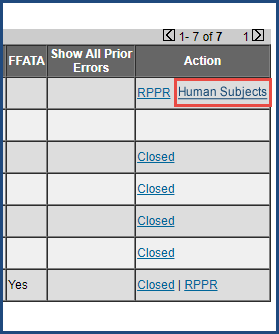 1- 7 of 7 1
FFATA Show All Prior Errors Action
RPPR Human Subjects
Closed
Closed
Closed
Closed
Yes Closed | RPPR